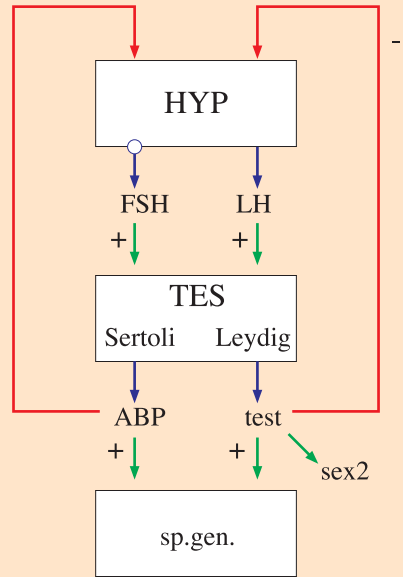 -
HYP
FSH LH
+ +
TES
Sertoli Leydig
ABP test
+ +
sex2
sp.gen.